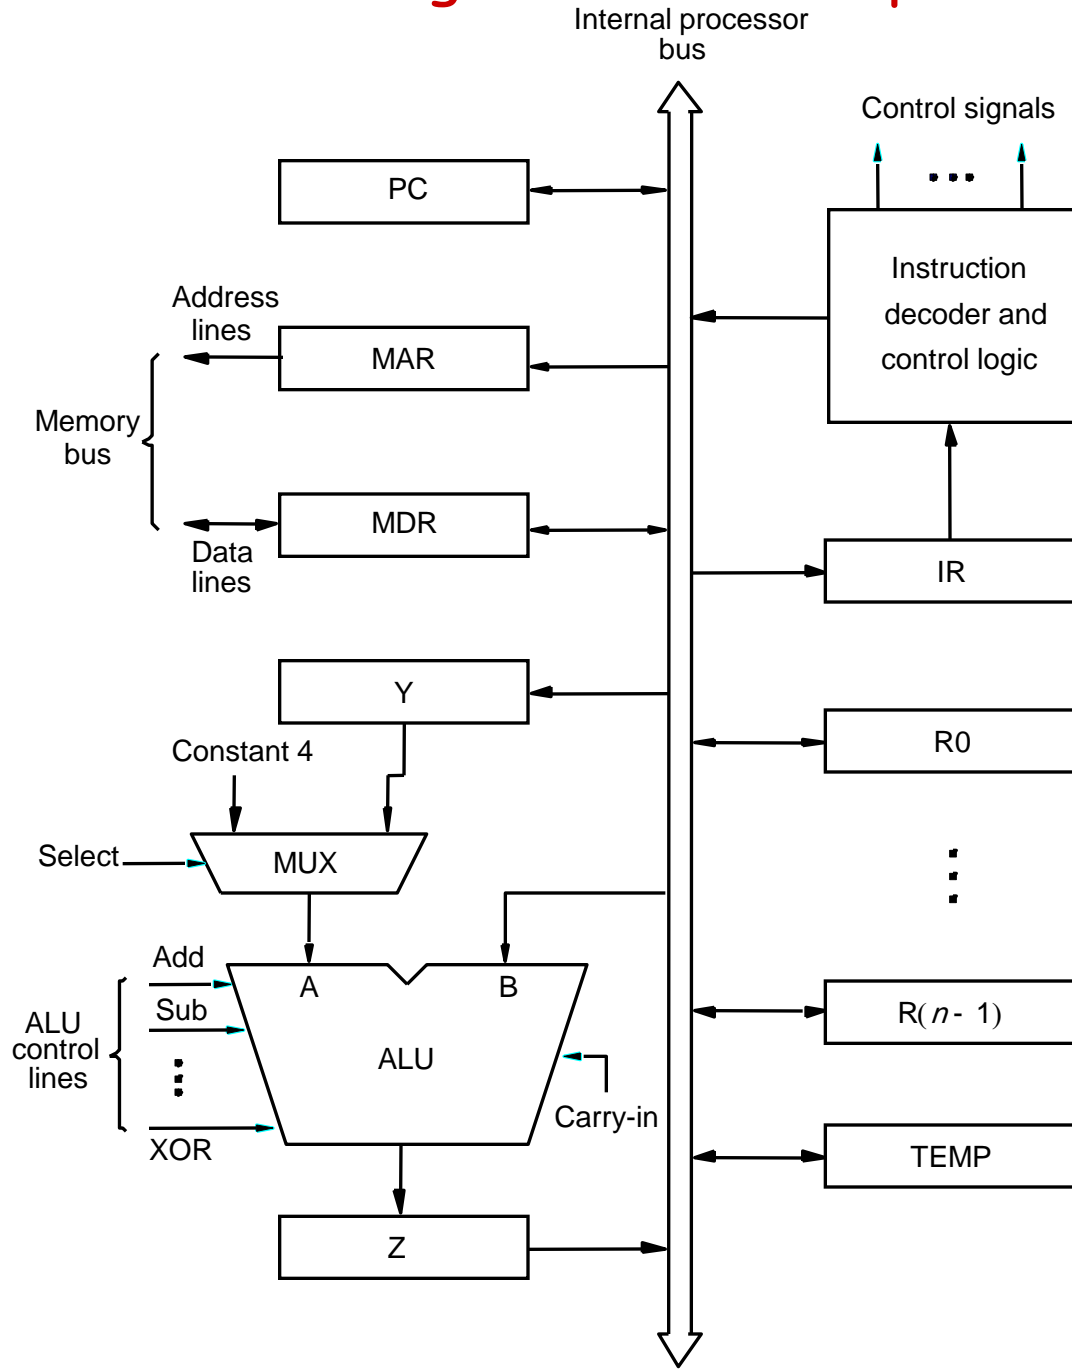 Internal processor
bus
Control signals
PC
Instruction
decoder and
control logic
Address
lines
MAR
Memory
bus
MDR
Data
lines
IR
Y
R0
Constant 4
Select
MUX
Add
A
B
Sub
R(n- 1)
ALU
control
lines
ALU
Carry-in
XOR
TEMP
Z